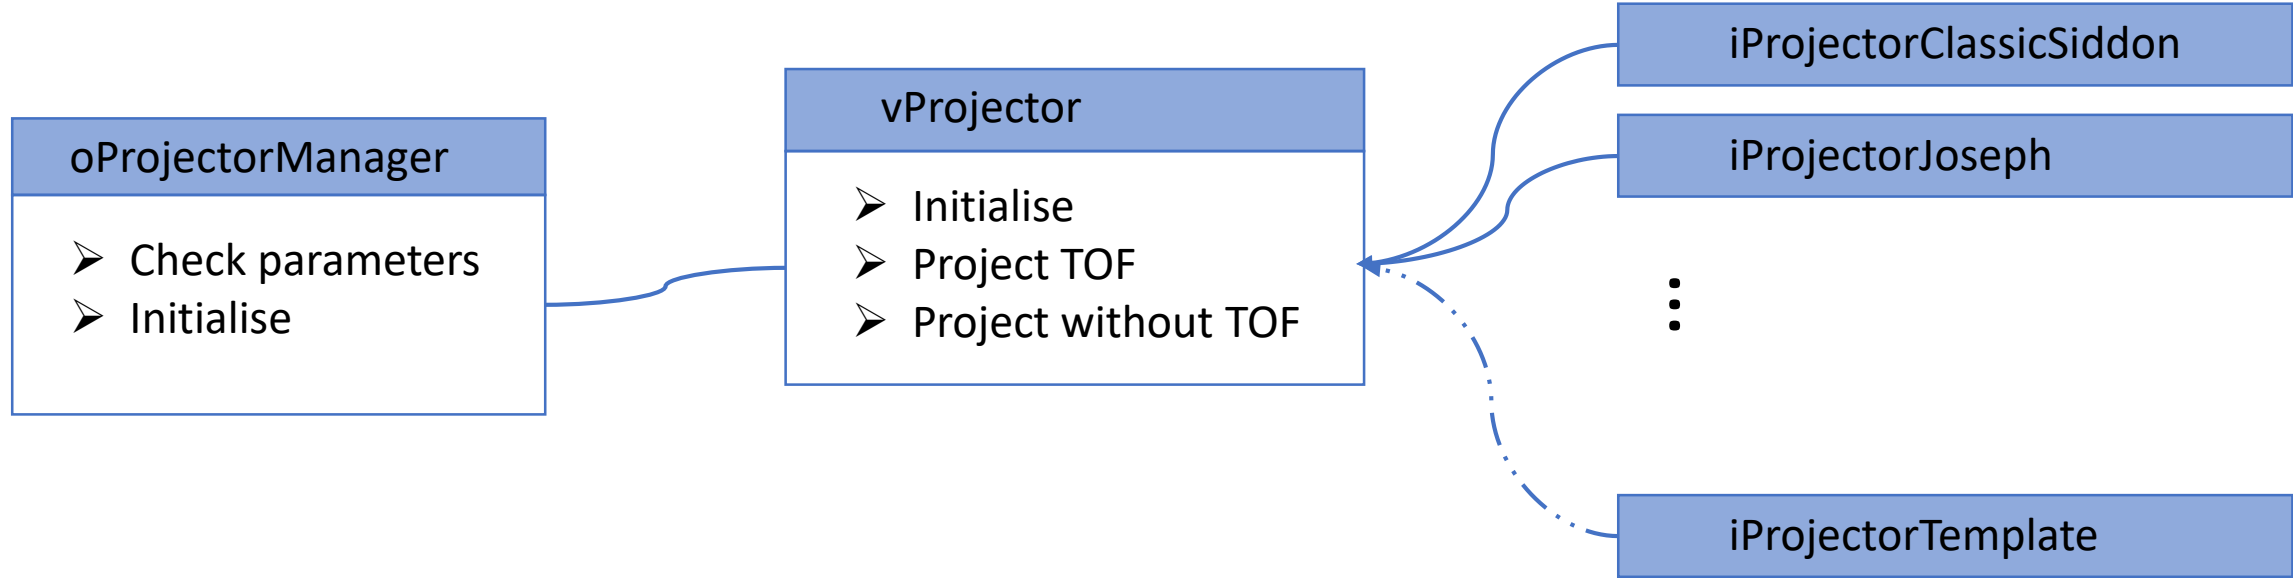 oProjectorManager
➢ Check parameters
➢ Initialise
vProjector
➢ Initialise
➢ Project TOF
➢ Project without TOF
iProjectorClassicSiddon
iProjectorJoseph
⋮
iProjectorTemplate